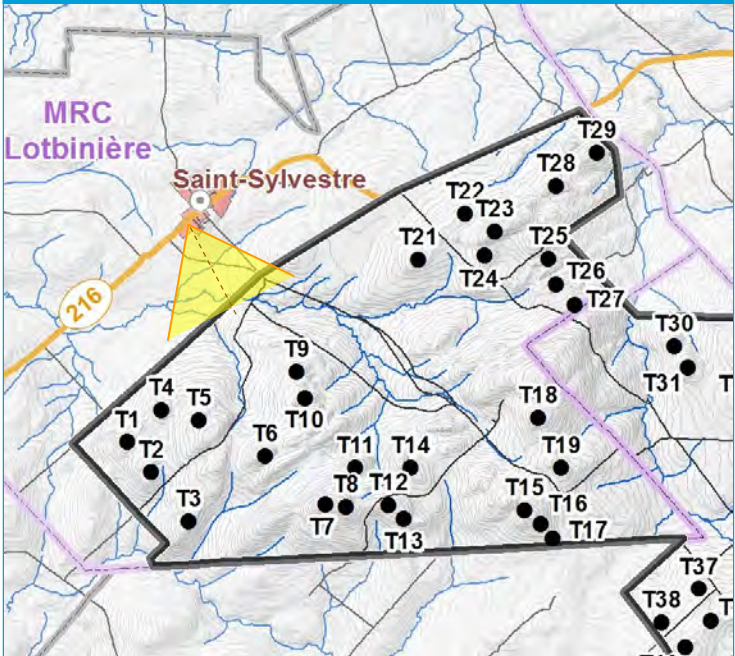 MRC
Lotbinière
Saint-Sylvestre
216
T29
T28
T22
T23
T21
T24
T25
T26
T27
T30
T31
T9
T10
T4
T5
T1
T2
T6
T3
T18
T19
T11
T14
T8
T12
T7
T13
T15
T16
T17
T37
T38